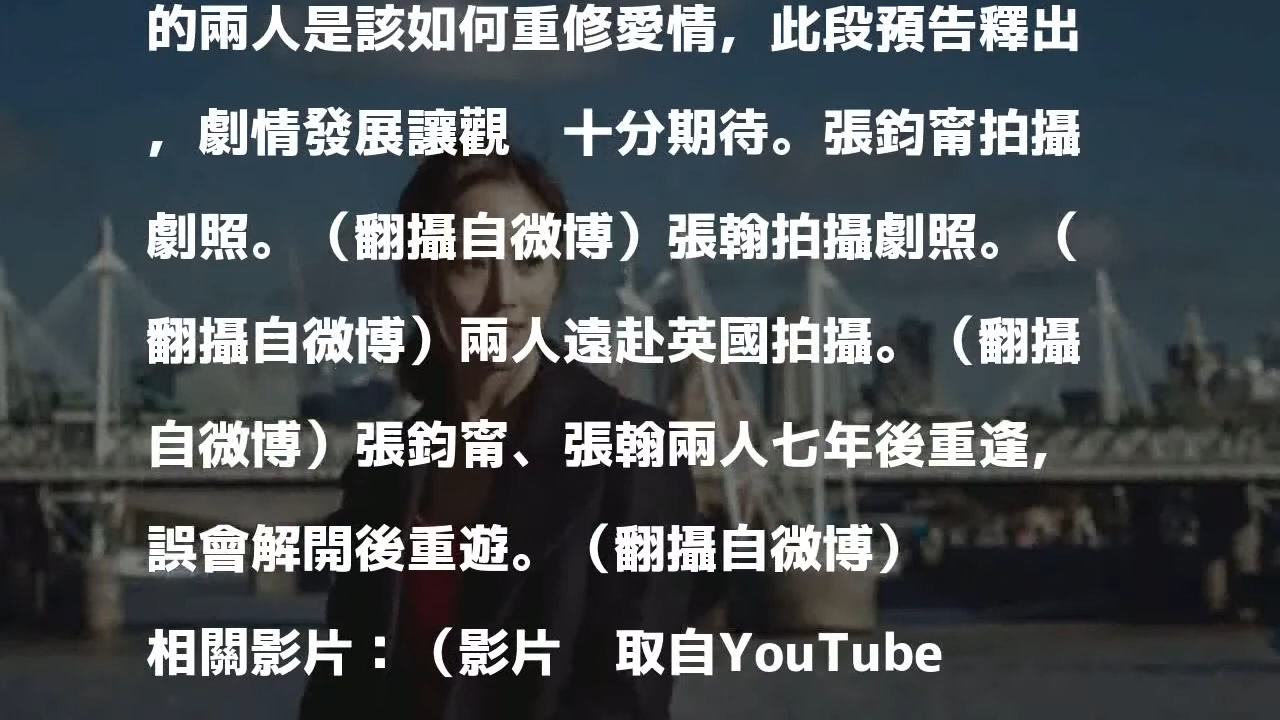 的兩人是該如何重修愛情，此段預告釋出
，劇情發展讓觀　十分期待。張鈞甯拍攝
劇照。（翻攝自微博）張翰拍攝劇照。（
翻攝自微博）兩人遠赴英國拍攝。（翻攝
自微博）張鈞甯、張翰兩人七年後重逢，
誤會解開後重遊。（翻攝自微博）
相關影片：（影片　取自YouTube